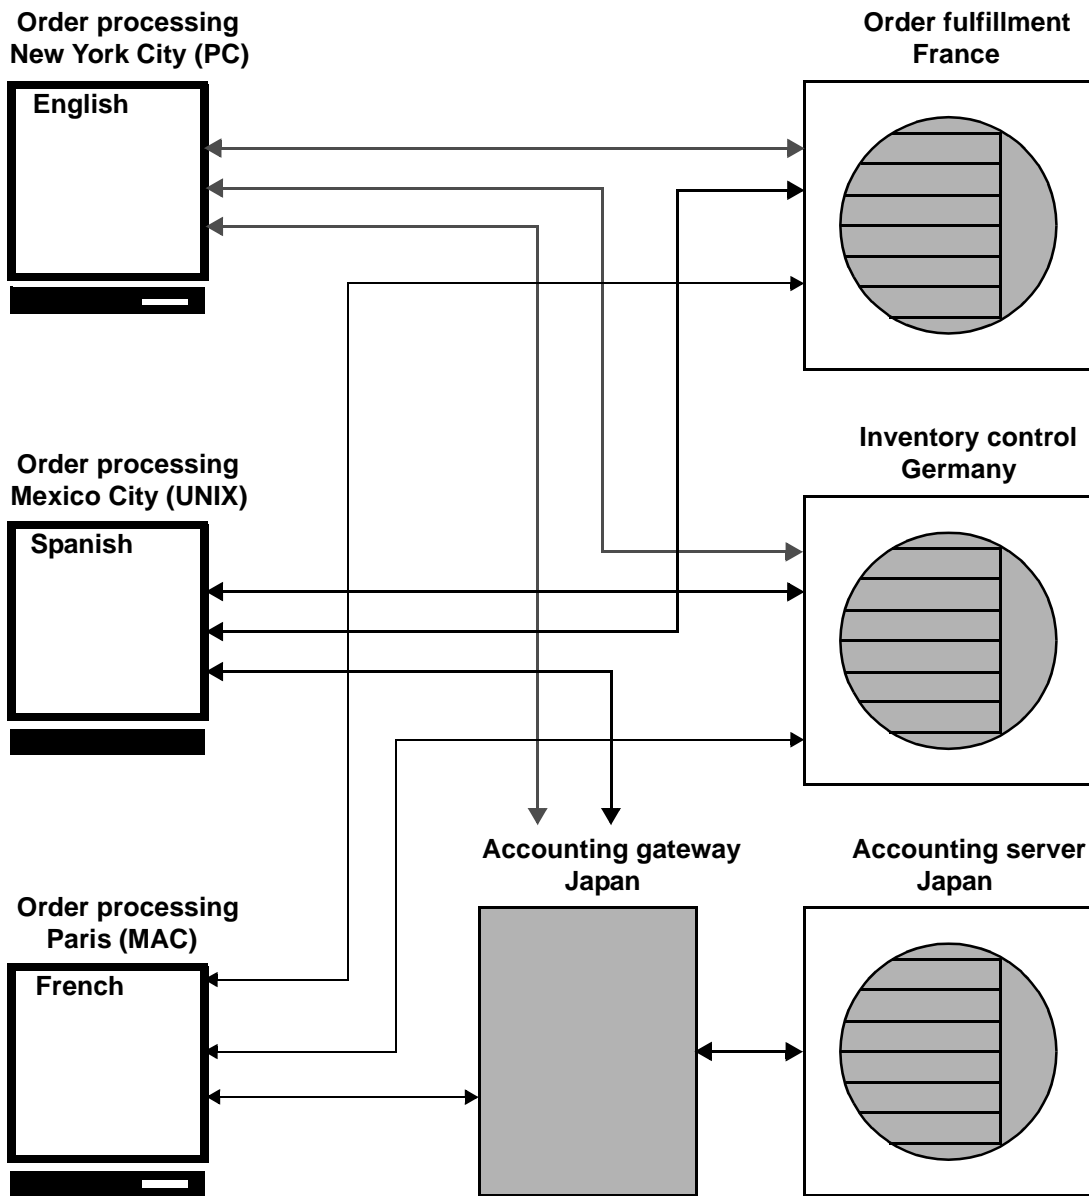 Order processing
New York City (PC)
English
Order fulfillment
France
Order processing
Mexico City (UNIX)
Spanish
Inventory control
Germany
Accounting gateway
Japan
Accounting server
Japan
Order processing
Paris (MAC)
French